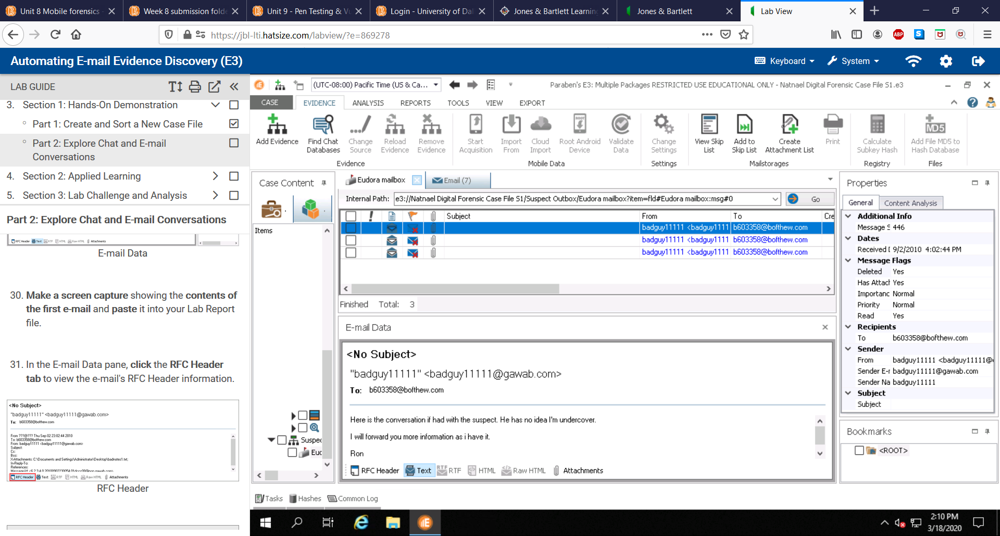 Unit 8 Mobile forensics -
Week 8 submission folde
Unit 9 - Pen Testing & Vu
Login - University of Dal
Jones & Bartlett Learning
Jones & Bartlett
Lab View
https://jbl-lti.hatsize.com/labview/?e=869278
ABP
Automating E-mail Evidence Discovery (E3)
Keyboard
System
LAB GUIDE
3. Section 1: Hands-On Demonstration
Part 1: Create and Sort a New Case File
Part 2: Explore Chat and E-mail
Conversations
4. Section 2: Applied Learning
5. Section 3: Lab Challenge and Analysis
Part 2: Explore Chat and E-mail Conversations
RFC Header Text RTF HTML Raw HTML Attachments
E-mail Data
30. Make a screen capture showing the contents of
the first e-mail and paste it into your Lab Report
file.
31. In the E-mail Data pane, click the RFC Header
tab to view the e-mail's RFC Header information.
<No Subject>
"badguy11111" <badguy11111@gawab.com>
To: b603358@bofthew.com
From ???@??? Thu Sep 02 23:02:44 2010
To: b603358@bofthew.com
From: badguy11111 <badguy11111@gawab.com>
Subject:
Cc:
Bcc:
X-Attachments: C:\Documents and Settings\Administrator\Desktop\badnotes1.txt;
In-Reply-To:
References:
RFC Header Text RTF HTML Raw HTML Attachments
RFC Header
(UTC-08:00) Pacific Time (US & Ca...
Paraben's E3: Multiple Packages RESTRICTED USE EDUCATIONAL ONLY - Natnael Digital Forensic Case File S1.e3
CASE EVIDENCE ANALYSIS REPORTS TOOLS VIEW EXPORT
Add Evidence
Find Chat
Databases
Change
Source
Reload
Evidence
Remove
Evidence
Start
Acquisition
Import
From
Cloud
Import
Root Android
Device
Validate
Data
Change
Settings
View Skip
List
Add to
Skip List
Create
Attachment List
Print
Calculate
Subkey Hash
MD5
Add File MD5 to
Hash Database
Evidence Mobile Data Settings Mailstorages Registry Files
Case Content
Items
Suspec
Euc
Eudora mailbox
Email (7)
Internal Path: e3://Natnael Digital Forensic Case File S1/Suspect Outbox/Eudora mailbox?item=fld#Eudora mailbox:msg#0
Go
Subject From To Cre
badguy11111 <badguy1111 b603358@bofthew.com
badguy11111 <badguy1111 b603358@bofthew.com
badguy11111 <badguy1111 b603358@bofthew.com
Finished Total: 3
E-mail Data
<No Subject>
"badguy11111" <badguy11111@gawab.com>
To: b603358@bofthew.com
Here is the conversation if had with the suspect. He has no idea I'm undercover.
I will forward you more information as i have it.
Ron
RFC Header Text RTF HTML Raw HTML Attachments
Properties
General Content Analysis
Additional Info
Message S 446
Dates
Received D 9/2/2010 4:02:44 PM
Message Flags
Deleted Yes
Has Attach Yes
Importanc Normal
Priority Normal
Read Yes
Recipients
To b603358@bofthew.com
Sender
From badguy11111 <badguy11111@
Sender E-r badguy11111@gawab.com
Sender Na badguy11111
Subject
Subject
Bookmarks
<ROOT>
Tasks Hashes Common Log
2:10 PM
3/18/2020